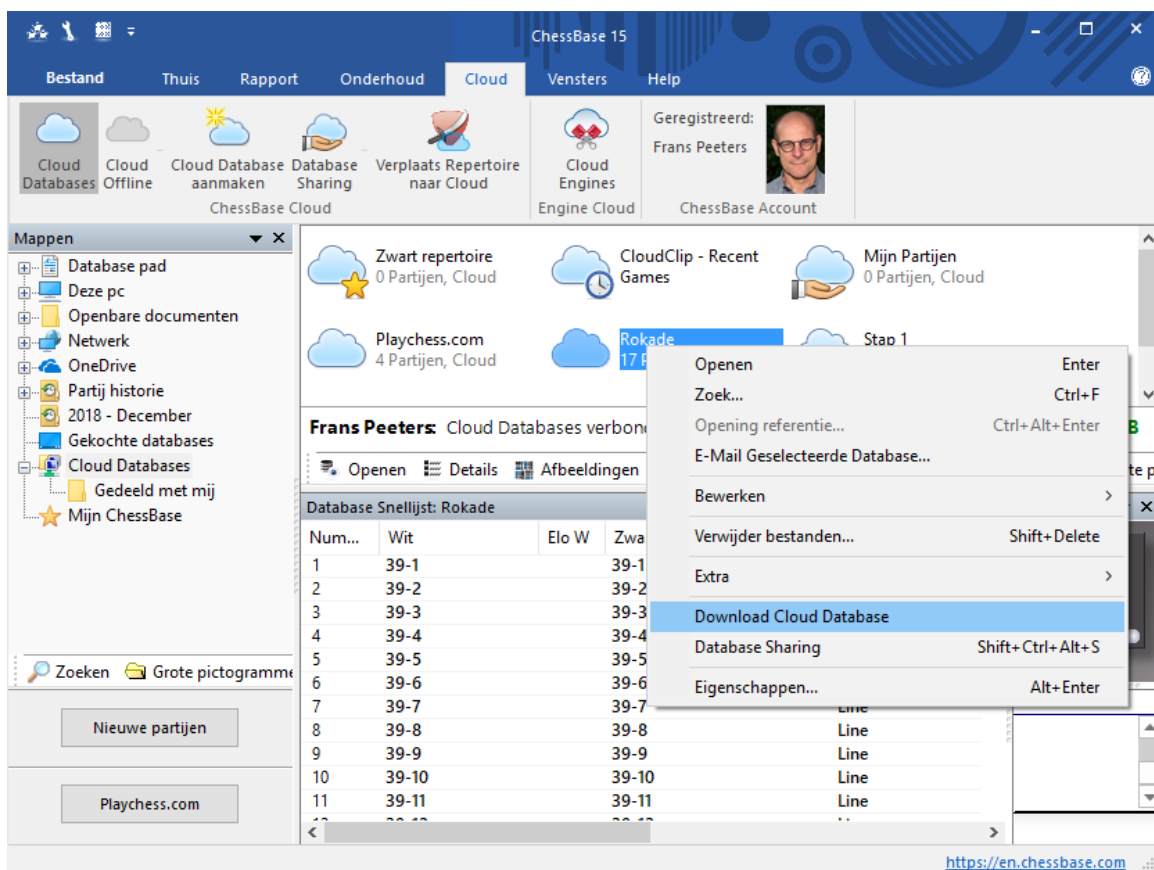 ChessBase 15
Bestand Thuis Rapport Onderhoud Cloud Vensters Help
Geregistreerd:
Frans Peeters
Cloud Databases
Cloud Offline
Cloud Database aanmaken
Database Sharing
Verplaats Repertoire naar Cloud
Cloud Engines
ChessBase Cloud Engine Cloud ChessBase Account
Mappen
Database pad
Deze pc
Openbare documenten
Netwerk
OneDrive
Partij historie
2018 - December
Gekochte databases
Cloud Databases
Gedeeld met mij
Mijn ChessBase
Zoeken Grote pictogramme
Nieuwe partijen
Playchess.com
Zwart repertoire
0 Partijen, Cloud
CloudClip - Recent
Games
Mijn Partijen
0 Partijen, Cloud
Playchess.com
4 Partijen, Cloud
Rokade
17 P
Stap 1
Frans Peeters: Cloud Databases verbon
B
Openen Details Afbeeldingen
te p
Database Snellijst: Rokade
Num... Wit Elo W Zwa
1 39-1 39-1
2 39-2 39-2
3 39-3 39-3
4 39-4 39-4
5 39-5 39-5
6 39-6 39-6
7 39-7 39-7 Line
8 39-8 39-8 Line
9 39-9 39-9 Line
10 39-10 39-10 Line
11 39-11 39-11 Line
Openen Enter
Zoek... Ctrl+F
Opening referentie... Ctrl+Alt+Enter
E-Mail Geselecteerde Database...
Bewerken
Verwijder bestanden... Shift+Delete
Extra
Download Cloud Database
Database Sharing Shift+Ctrl+Alt+S
Eigenschappen... Alt+Enter
https://en.chessbase.com